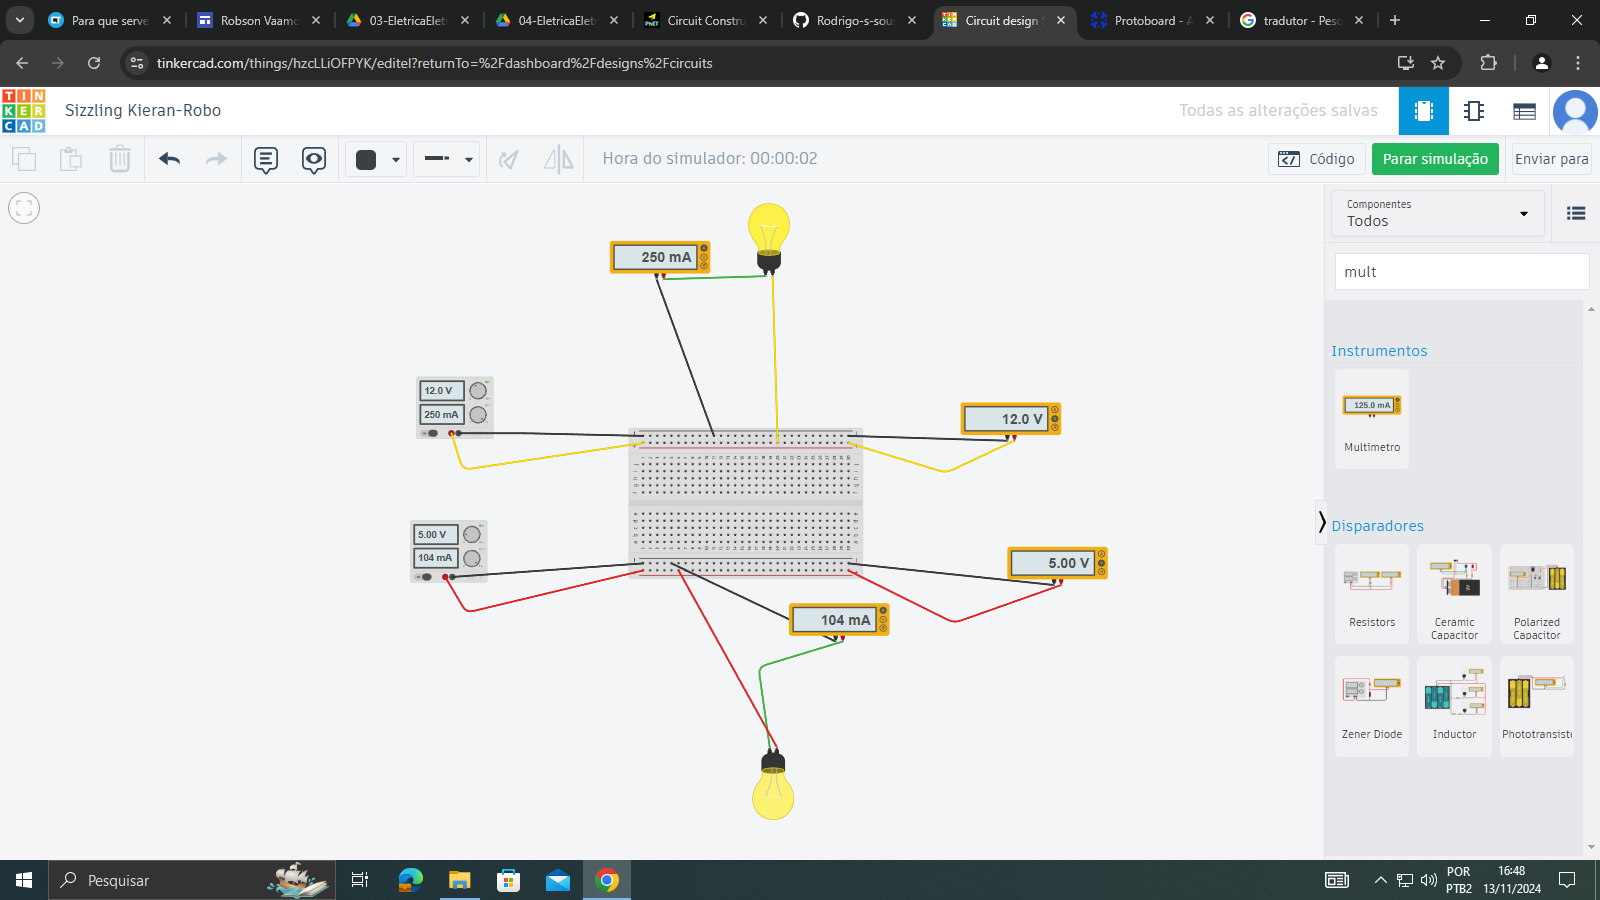 Para que serve
Robson Vaamo
03-EletricaElet
04-EletricaElet
Circuit Constru
Rodrigo-s-sous
Circuit design
Protoboard - A
tradutor - Pesq
tinkercad.com/things/hzcLLiOFPYK/editel?returnTo=%2Fdashboard%2Fdesigns%2Fcircuits
TIN
KER
CAD
Sizzling Kieran-Robo
Todas as alterações salvas
Hora do simulador: 00:00:02
Código
Parar simulação
Enviar para
Componentes
Todos
mult
Instrumentos
125.0 mA
Multímetro
Disparadores
Resistors
Ceramic
Capacitor
Polarized
Capacitor
Zener Diode
Inductor
Phototransisto
250 mA
12.0 V
250 mA
12.0 V
5.00 V
104 mA
5.00 V
104 mA
Pesquisar
POR
PTB2
16:48
13/11/2024